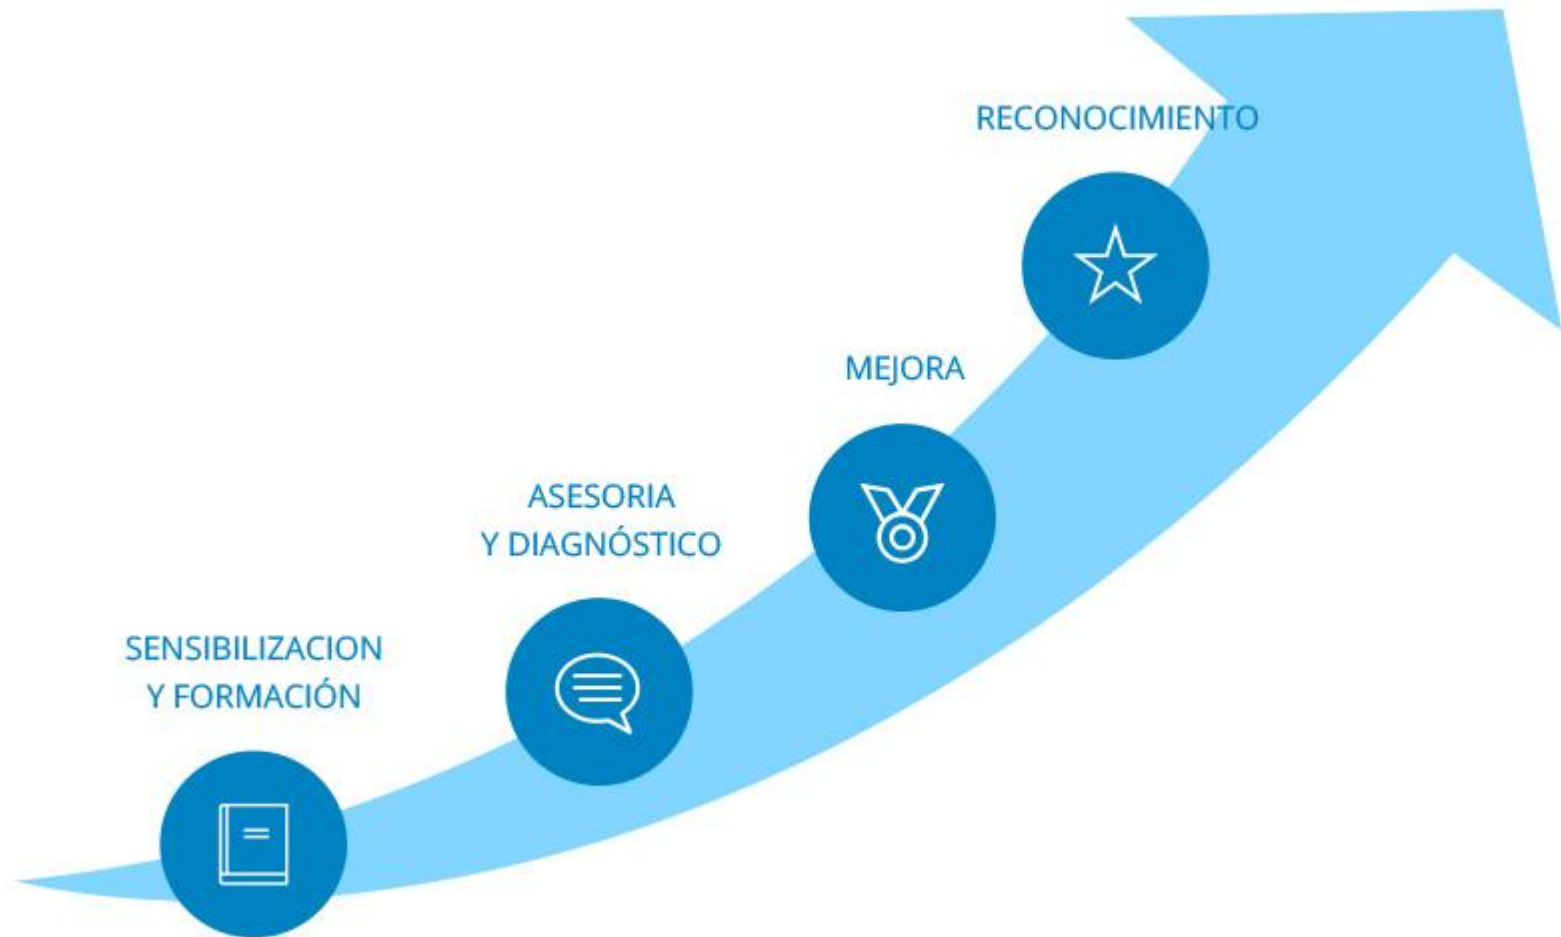 RECONOCIMIENTO
MEJORA
ASESORIA
Y DIAGNÓSTICO
SENSIBILIZACION
Y FORMACIÓN